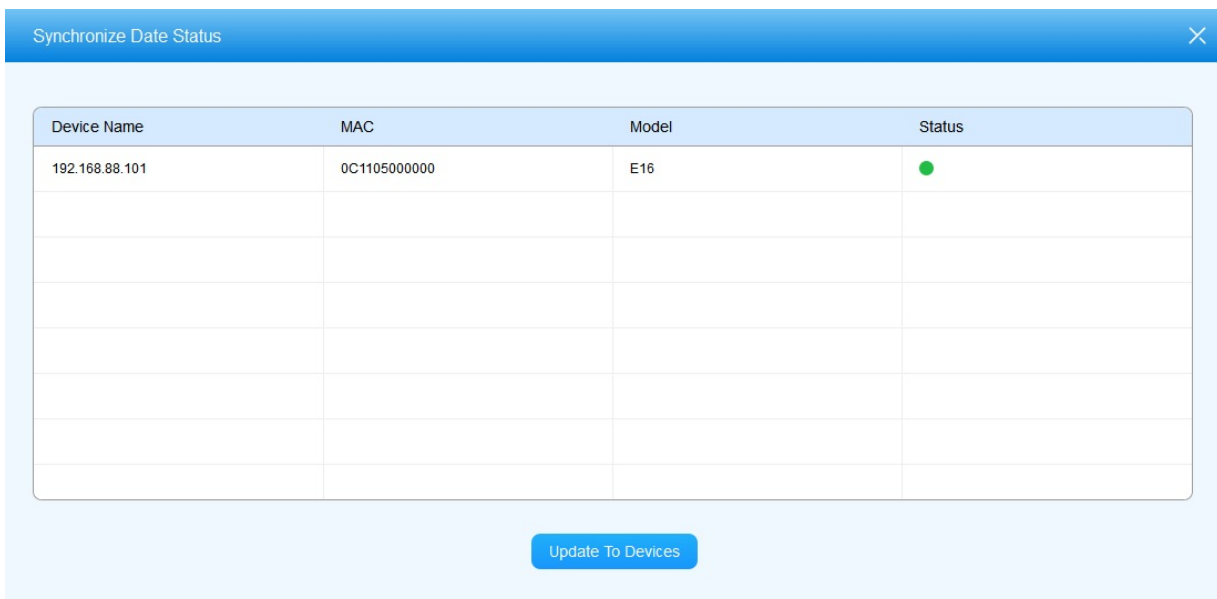 Synchronize Date Status
Device Name MAC Model Status
192.168.88.101 0C1105000000 E16
Update To Devices